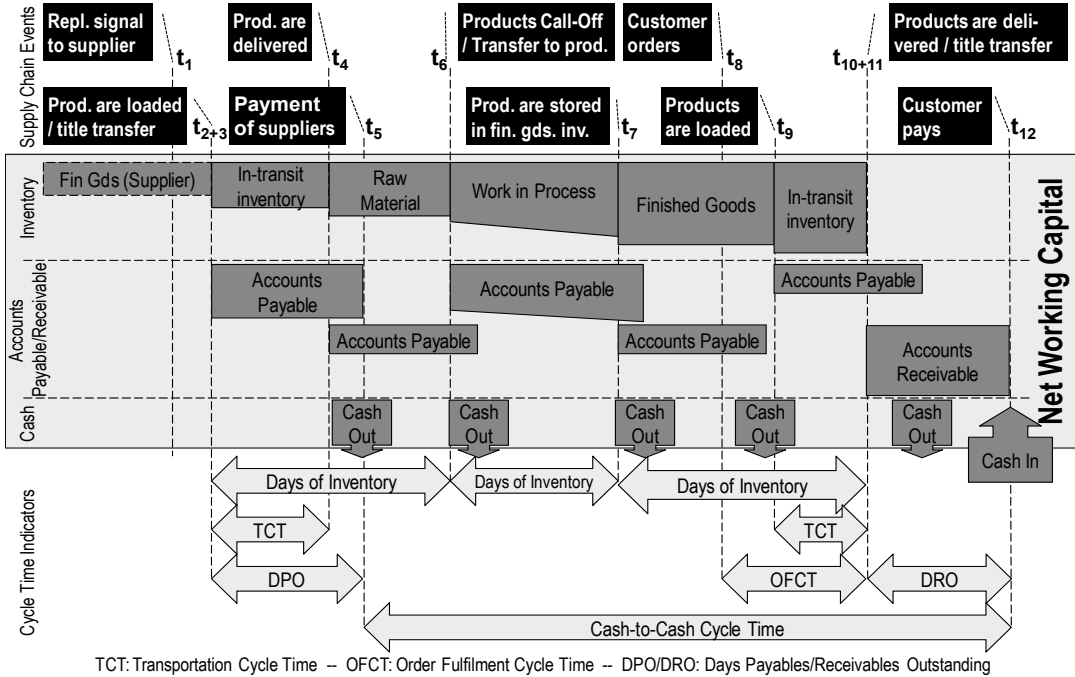 Supply Chain Events
Repl. signal
to supplier
t1
Prod. are
delivered
t4
t6
Products Call-Off
/ Transfer to prod.
Customer
orders
t8
t10+11
Products are deli-
vered / title transfer
Prod. are loaded
/ title transfer
t2+3
Payment
of suppliers
t5
Prod. are stored
in fin. gds. inv.
t7
Products
are loaded
t9
Customer
pays
t12
Inventory
Fin Gds (Supplier)
In-transit
inventory
Raw
Material
Work in Process
Finished Goods
In-transit
inventory
Net Working Capital
Accounts
Payable/Receivable
Accounts
Payable
Accounts Payable
Accounts Payable
Accounts Payable
Accounts Payable
Accounts
Receivable
Cash
Cash
Out
Cash
Out
Cash
Out
Cash
Out
Cash
Out
Cash In
Cycle Time Indicators
Days of Inventory
Days of Inventory
Days of Inventory
TCT
TCT
DPO
OFCT
DRO
Cash-to-Cash Cycle Time
TCT: Transportation Cycle Time -- OFCT: Order Fulfilment Cycle Time -- DPO/DRO: Days Payables/Receivables Outstanding